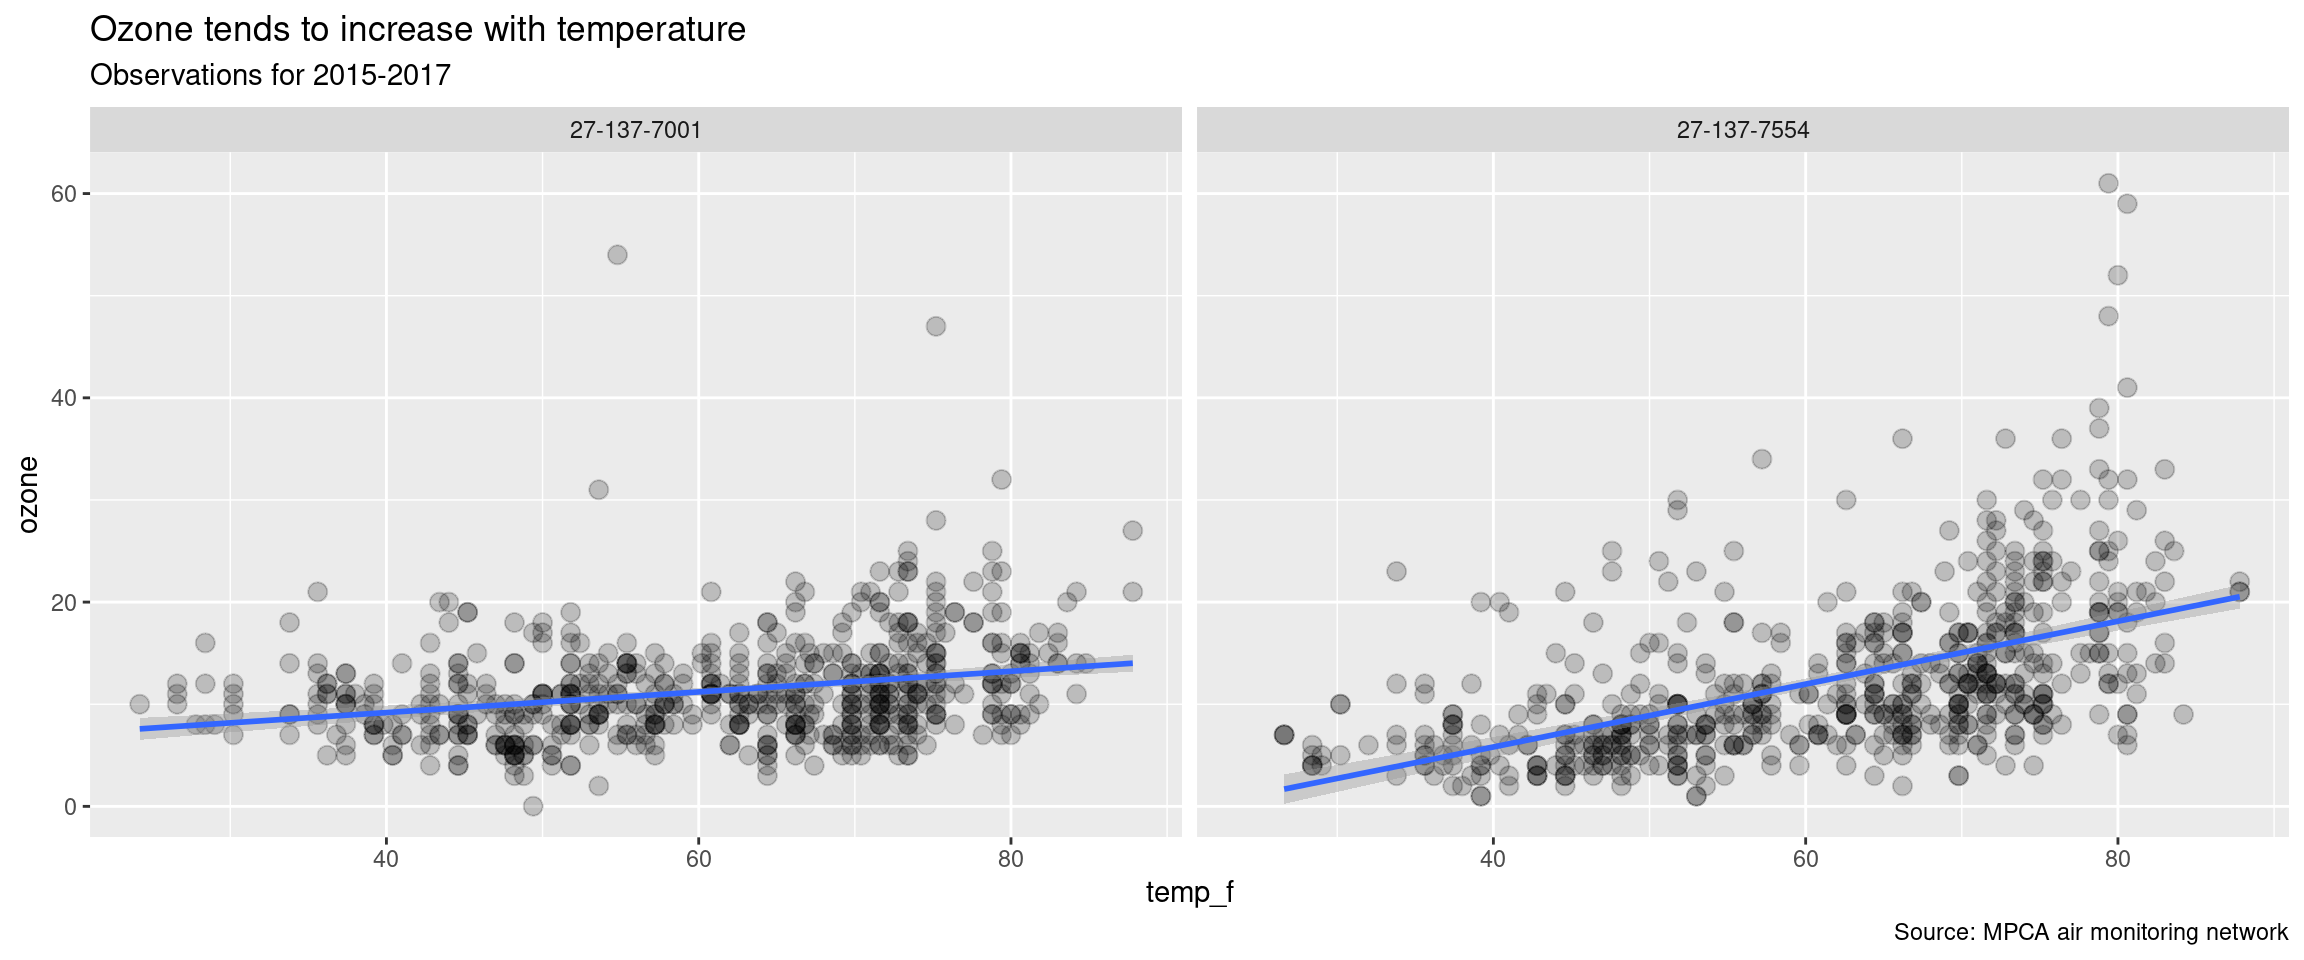 Ozone tends to increase with temperature
Observations for 2015-2017
27-137-7001 27-137-7554
60
40
20
0
ozone
40 60 80 40 60 80
temp_f
Source: MPCA air monitoring network